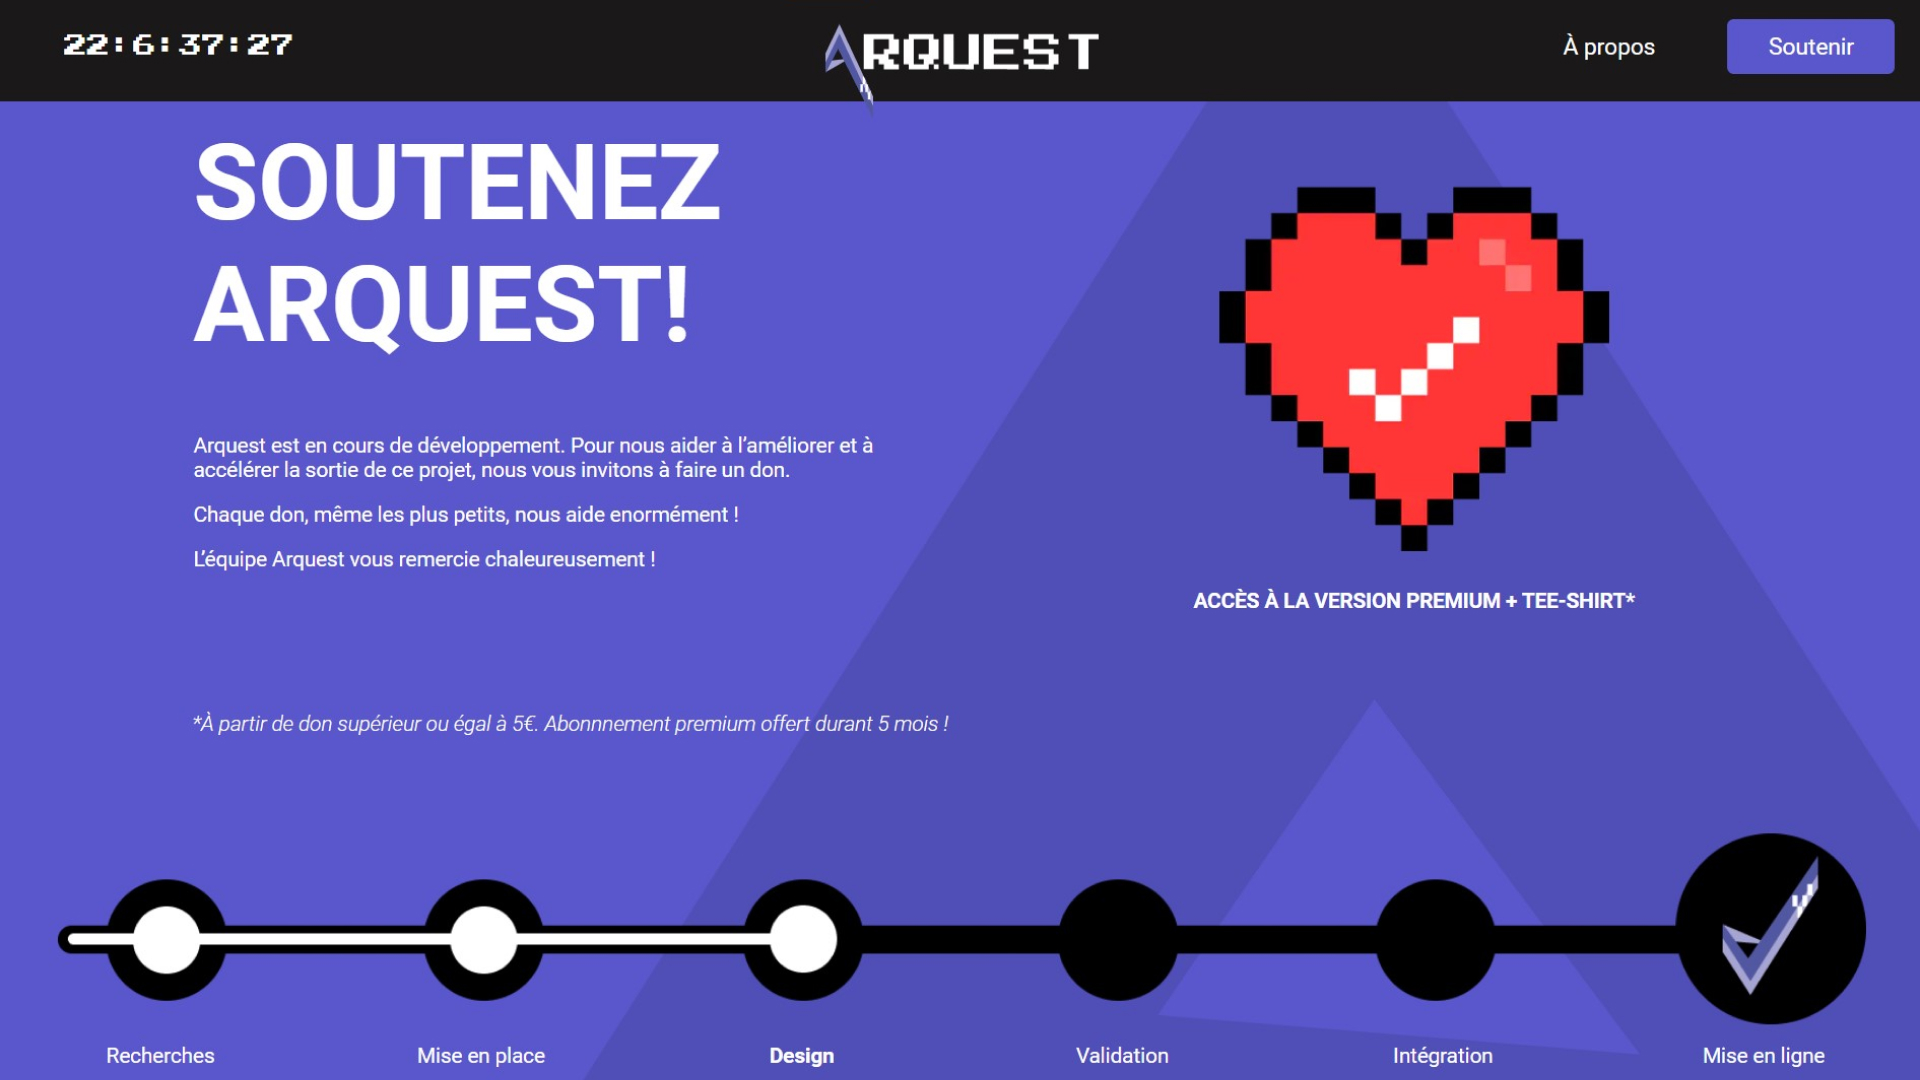 22:6:37:27
ARQUEST
À propos
Soutenir
SOUTENEZ
ARQUEST!
Arquest est en cours de développement. Pour nous aider à l’améliorer et à
accélérer la sortie de ce projet, nous vous invitons à faire un don.
Chaque don, même les plus petits, nous aide enormément !
L’équipe Arquest vous remercie chaleureusement !
ACCÈS À LA VERSION PREMIUM + TEE-SHIRT*
*À partir de don supérieur ou égal à 5€. Abonnnement premium offert durant 5 mois !
Recherches
Mise en place
Design
Validation
Intégration
Mise en ligne